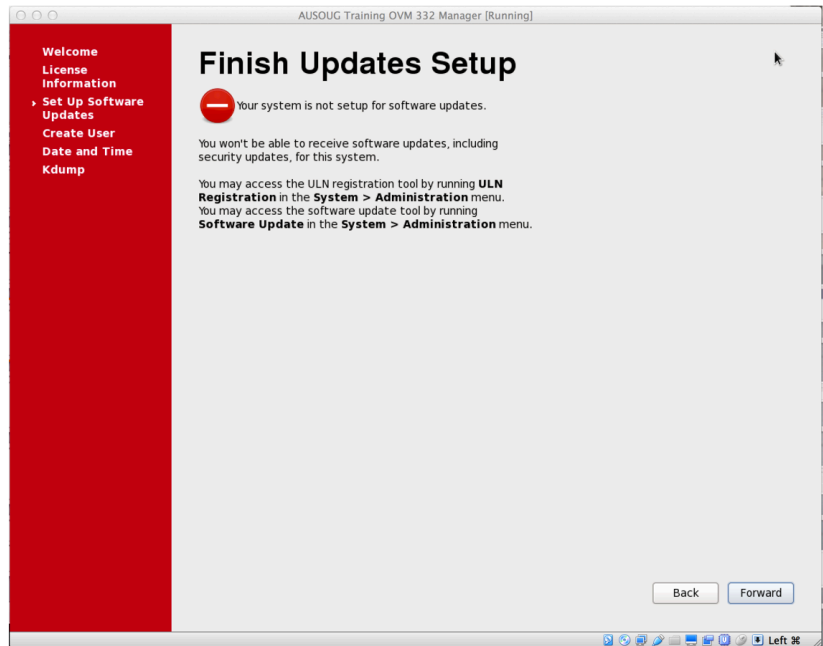 AUSOUG Training OVM 332 Manager [Running]
Welcome
License
Information
Set Up Software
Updates
Create User
Date and Time
Kdump
Finish Updates Setup
Your system is not setup for software updates.
You won't be able to receive software updates, including
security updates, for this system.
You may access the ULN registration tool by running ULN
Registration in the System > Administration menu.
You may access the software update tool by running
Software Update in the System > Administration menu.
Back
Forward
Left ⌘